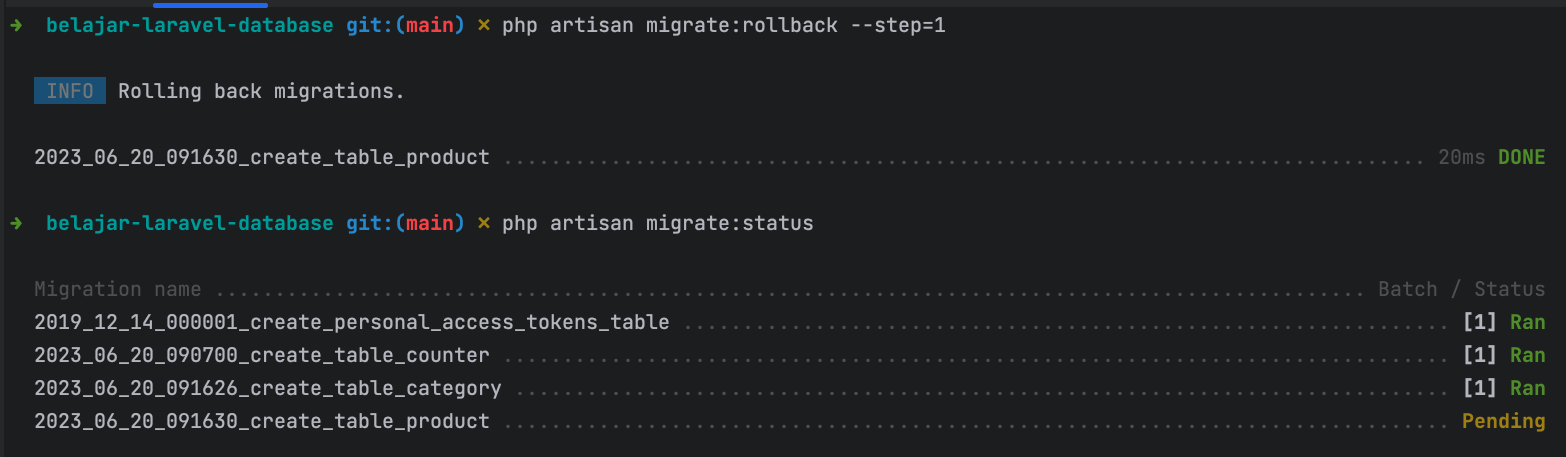 ➜ belajar-laravel-database git:(main) ✗ php artisan migrate:rollback --step=1
INFO Rolling back migrations.
2023_06_20_091630_create_table_product ............................................................................. 20ms DONE
➜ belajar-laravel-database git:(main) ✗ php artisan migrate:status
Migration name ................................................................................................ Batch / Status
2019_12_14_000001_create_personal_access_tokens_table ................................................................ [1] Ran
2023_06_20_090700_create_table_counter ............................................................................... [1] Ran
2023_06_20_091626_create_table_category .............................................................................. [1] Ran
2023_06_20_091630_create_table_product ............................................................................... Pending